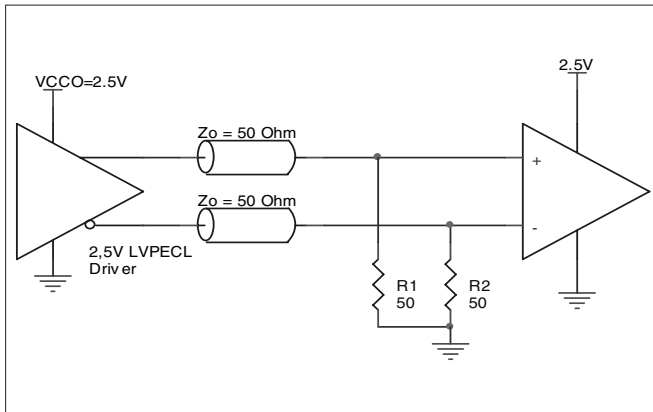 VCCO=2.5V
2.5V
Zo = 50 Ohm
Zo = 50 Ohm
+
-
2,5V LVPECL
Driver
R1
50
R2
50